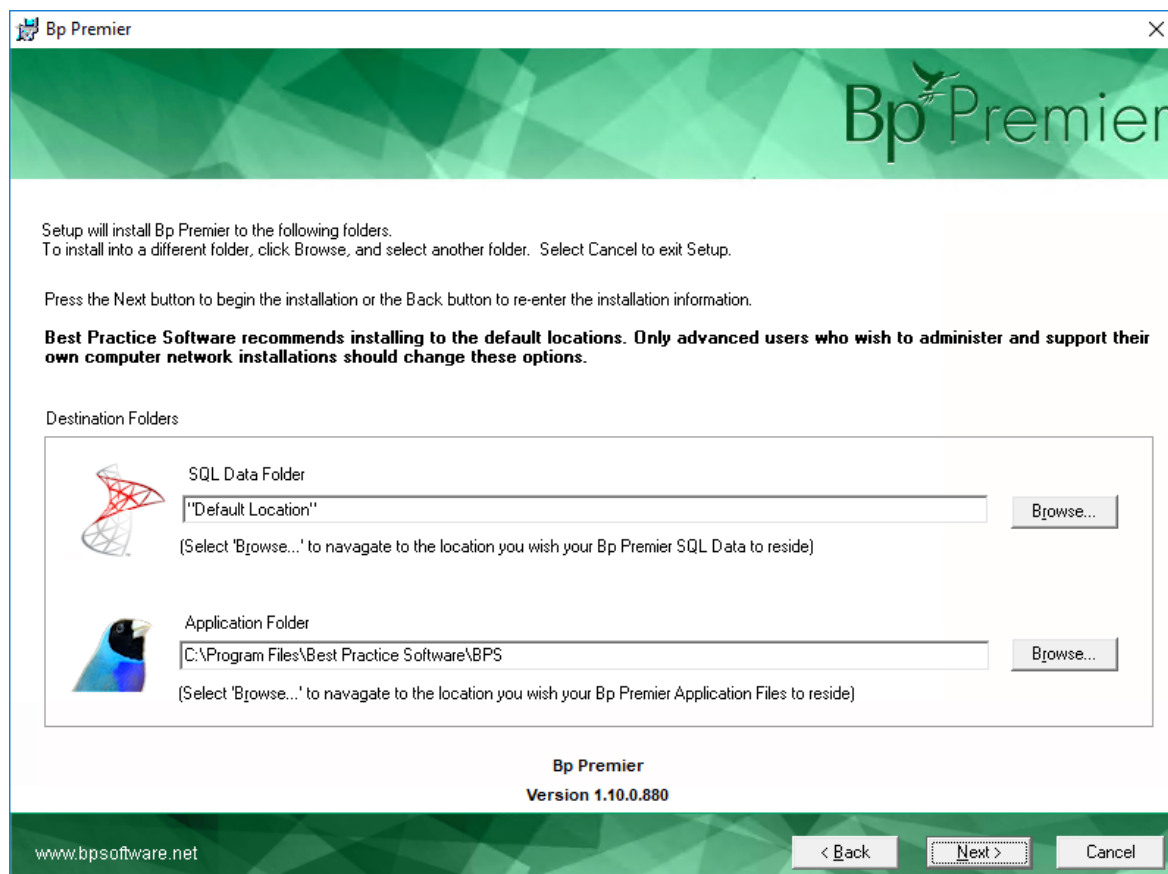 Bp Premier
Bp Premier
Setup will install Bp Premier to the following folders.
To install into a different folder, click Browse, and select another folder.  Select Cancel to exit Setup.
Press the Next button to begin the installation or the Back button to re-enter the installation information.
Best Practice Software recommends installing to the default locations. Only advanced users who wish to administer and support their
own computer network installations should change these options.
Destination Folders
SQL Data Folder
"Default Location"
Browse...
(Select 'Browse...' to navagate to the location you wish your Bp Premier SQL Data to reside)
Application Folder
C:\Program Files\Best Practice Software\BPS
Browse...
(Select 'Browse...' to navagate to the location you wish your Bp Premier Application Files to reside)
Bp Premier
Version 1.10.0.880
www.bpsoftware.net
< Back
Next >
Cancel